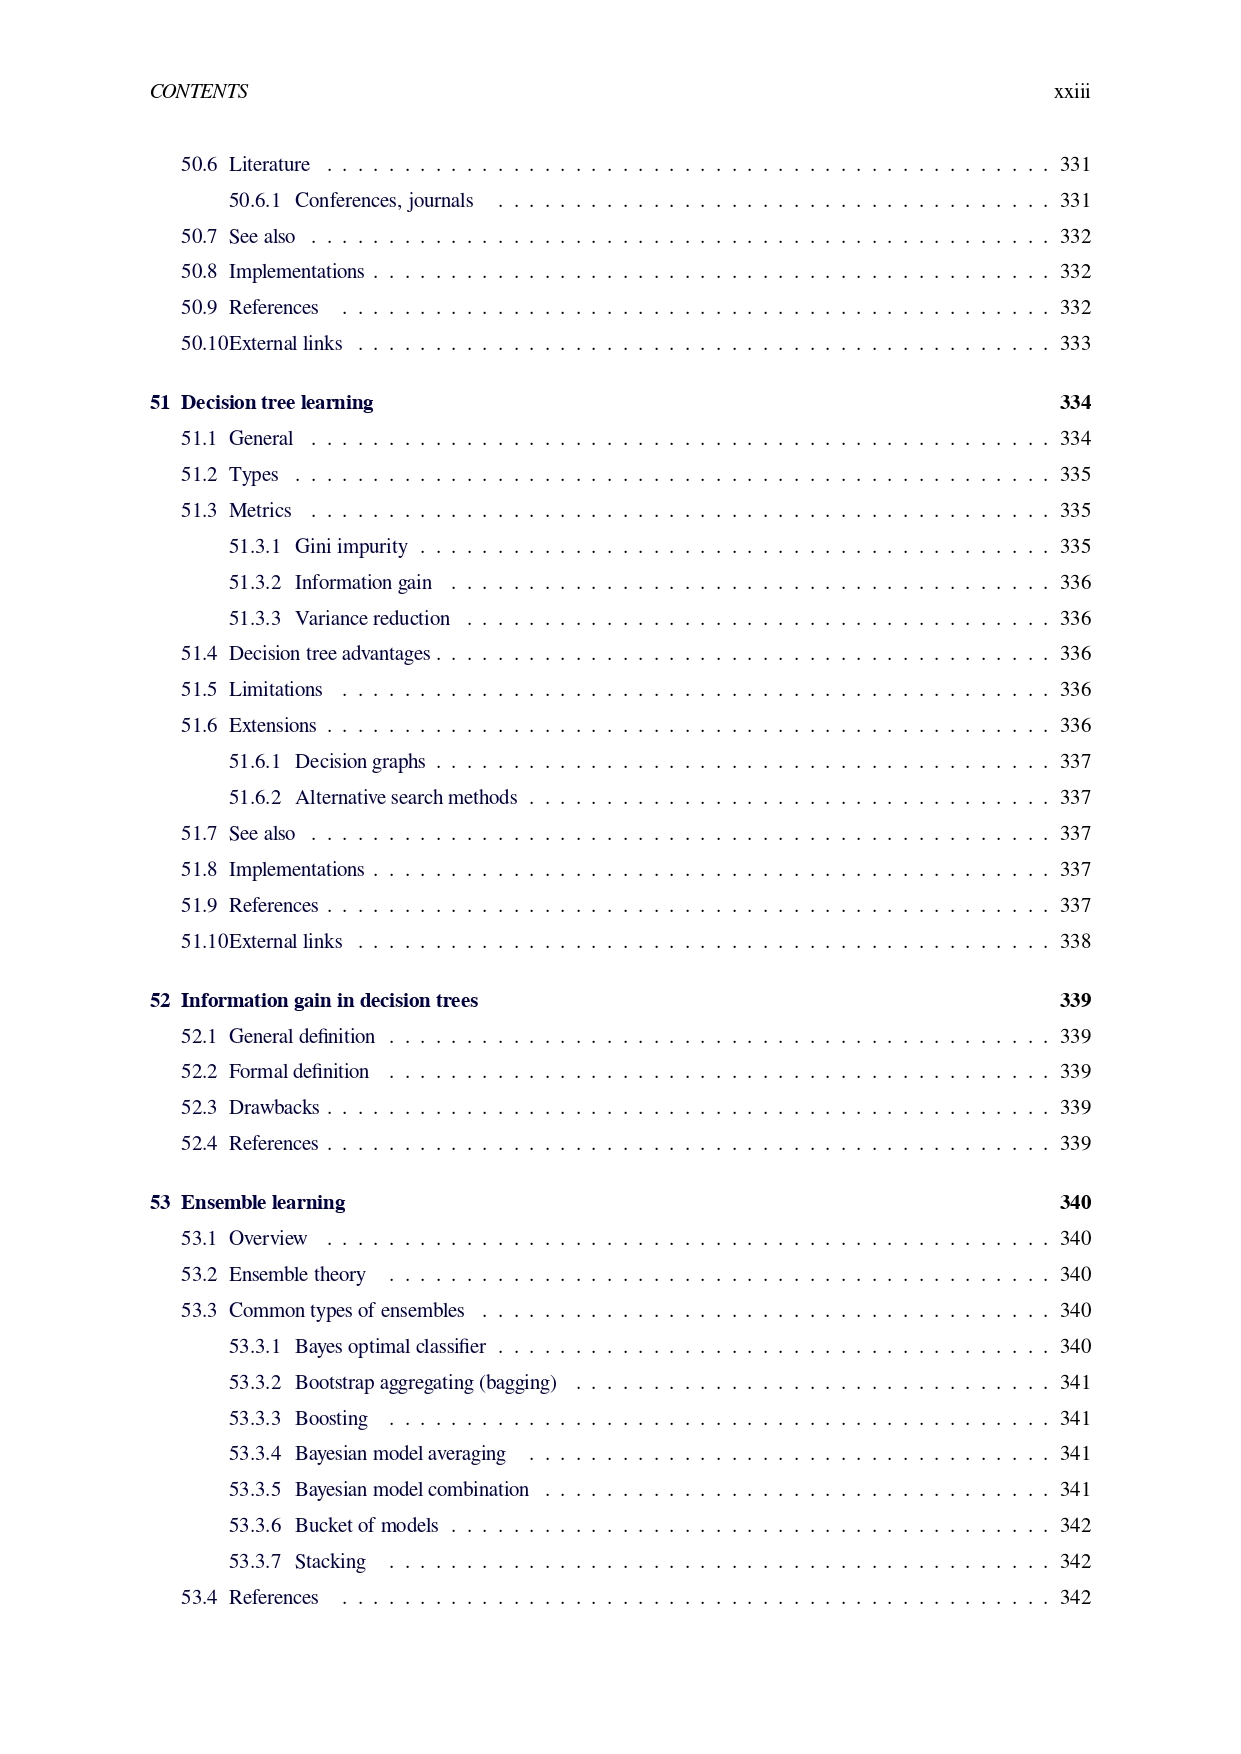 CONTENTS xxiii
50.6 Literature . . . . . . . . . . . . . . . . . . . . . . . . . . . . . . . . . . . . . . . . . . . . . . . 331
50.6.1 Conferences, journals . . . . . . . . . . . . . . . . . . . . . . . . . . . . . . . . . . . . 331
50.7 See also . . . . . . . . . . . . . . . . . . . . . . . . . . . . . . . . . . . . . . . . . . . . . . . . 332
50.8 Implementations . . . . . . . . . . . . . . . . . . . . . . . . . . . . . . . . . . . . . . . . . . . . 332
50.9 References . . . . . . . . . . . . . . . . . . . . . . . . . . . . . . . . . . . . . . . . . . . . . . 332
50.10External links . . . . . . . . . . . . . . . . . . . . . . . . . . . . . . . . . . . . . . . . . . . . . 333
51 Decision tree learning 334
51.1 General . . . . . . . . . . . . . . . . . . . . . . . . . . . . . . . . . . . . . . . . . . . . . . . . 334
51.2 Types . . . . . . . . . . . . . . . . . . . . . . . . . . . . . . . . . . . . . . . . . . . . . . . . . 335
51.3 Metrics . . . . . . . . . . . . . . . . . . . . . . . . . . . . . . . . . . . . . . . . . . . . . . . . 335
51.3.1 Gini impurity . . . . . . . . . . . . . . . . . . . . . . . . . . . . . . . . . . . . . . . . . 335
51.3.2 Information gain . . . . . . . . . . . . . . . . . . . . . . . . . . . . . . . . . . . . . . . 336
51.3.3 Variance reduction . . . . . . . . . . . . . . . . . . . . . . . . . . . . . . . . . . . . . . 336
51.4 Decision tree advantages . . . . . . . . . . . . . . . . . . . . . . . . . . . . . . . . . . . . . . . . 336
51.5 Limitations . . . . . . . . . . . . . . . . . . . . . . . . . . . . . . . . . . . . . . . . . . . . . . 336
51.6 Extensions . . . . . . . . . . . . . . . . . . . . . . . . . . . . . . . . . . . . . . . . . . . . . . . 336
51.6.1 Decision graphs . . . . . . . . . . . . . . . . . . . . . . . . . . . . . . . . . . . . . . . . 337
51.6.2 Alternative search methods . . . . . . . . . . . . . . . . . . . . . . . . . . . . . . . . . . 337
51.7 See also . . . . . . . . . . . . . . . . . . . . . . . . . . . . . . . . . . . . . . . . . . . . . . . . 337
51.8 Implementations . . . . . . . . . . . . . . . . . . . . . . . . . . . . . . . . . . . . . . . . . . . . 337
51.9 References . . . . . . . . . . . . . . . . . . . . . . . . . . . . . . . . . . . . . . . . . . . . . . . 337
51.10External links . . . . . . . . . . . . . . . . . . . . . . . . . . . . . . . . . . . . . . . . . . . . . 338
52 Information gain in decision trees 339
52.1 General definition . . . . . . . . . . . . . . . . . . . . . . . . . . . . . . . . . . . . . . . . . . . 339
52.2 Formal definition . . . . . . . . . . . . . . . . . . . . . . . . . . . . . . . . . . . . . . . . . . . 339
52.3 Drawbacks . . . . . . . . . . . . . . . . . . . . . . . . . . . . . . . . . . . . . . . . . . . . . . . 339
52.4 References . . . . . . . . . . . . . . . . . . . . . . . . . . . . . . . . . . . . . . . . . . . . . . . 339
53 Ensemble learning 340
53.1 Overview . . . . . . . . . . . . . . . . . . . . . . . . . . . . . . . . . . . . . . . . . . . . . . . 340
53.2 Ensemble theory . . . . . . . . . . . . . . . . . . . . . . . . . . . . . . . . . . . . . . . . . . . 340
53.3 Common types of ensembles . . . . . . . . . . . . . . . . . . . . . . . . . . . . . . . . . . . . . 340
53.3.1 Bayes optimal classifier . . . . . . . . . . . . . . . . . . . . . . . . . . . . . . . . . . . . 340
53.3.2 Bootstrap aggregating (bagging) . . . . . . . . . . . . . . . . . . . . . . . . . . . . . . . 341
53.3.3 Boosting . . . . . . . . . . . . . . . . . . . . . . . . . . . . . . . . . . . . . . . . . . . 341
53.3.4 Bayesian model averaging . . . . . . . . . . . . . . . . . . . . . . . . . . . . . . . . . . 341
53.3.5 Bayesian model combination . . . . . . . . . . . . . . . . . . . . . . . . . . . . . . . . . 341
53.3.6 Bucket of models . . . . . . . . . . . . . . . . . . . . . . . . . . . . . . . . . . . . . . . 342
53.3.7 Stacking . . . . . . . . . . . . . . . . . . . . . . . . . . . . . . . . . . . . . . . . . . . 342
53.4 References . . . . . . . . . . . . . . . . . . . . . . . . . . . . . . . . . . . . . . . . . . . . . . 342